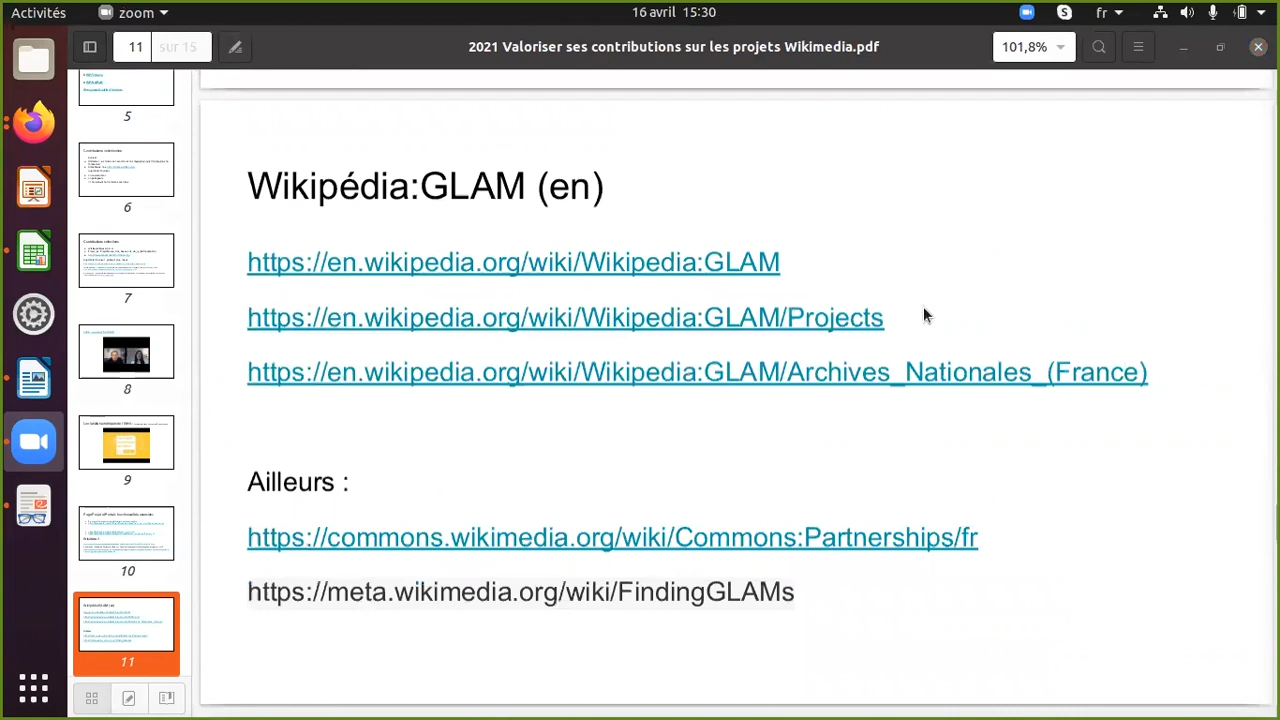 Activités
zoom
16 avril 15:30
fr
11 sur 15
2021 Valoriser ses contributions sur les projets Wikimedia.pdf
101,8%
5
6
7
8
9
10
11
Wikipédia:GLAM (en)
https://en.wikipedia.org/wiki/Wikipedia:GLAM
https://en.wikipedia.org/wiki/Wikipedia:GLAM/Projects
https://en.wikipedia.org/wiki/Wikipedia:GLAM/Archives_Nationales_(France)
Ailleurs :
https://commons.wikimedia.org/wiki/Commons:Partnerships/fr
https://meta.wikimedia.org/wiki/FindingGLAMs